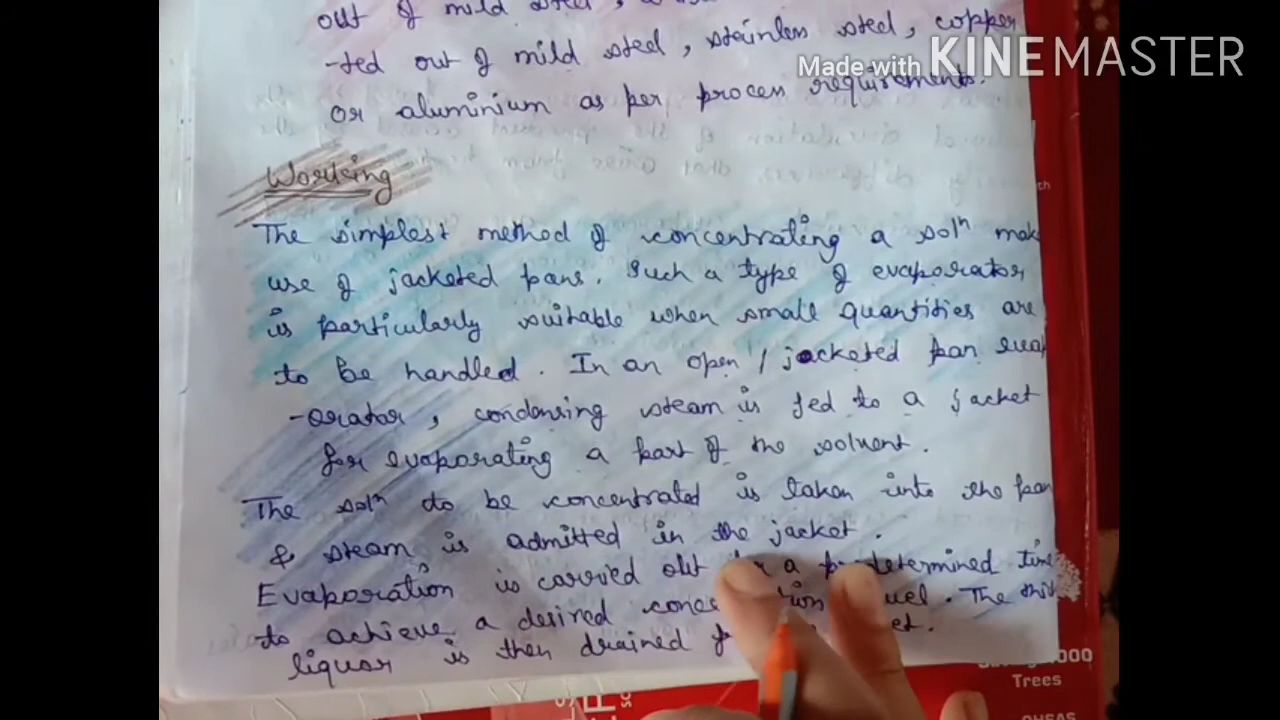 out of mild steel,
-ted out of mild steel, stainless steel, copper
Made with KINEMASTER
or aluminium as per process requirements.
Working
The simplest method of concentrating a solⁿ mak
use of jacketed pans. Such a type of evaporator
is particularly suitable when small quantities are
to be handled. In an open / jacketed pan evap
-orator, condensing steam is fed to a jacket
for evaporating a part of the solvent.
The solⁿ to be concentrated is taken into the pan
& steam is admitted in the jacket.
Evaporation is carried out a time
to achieve a desired The
liquor is then drained
000
Trees